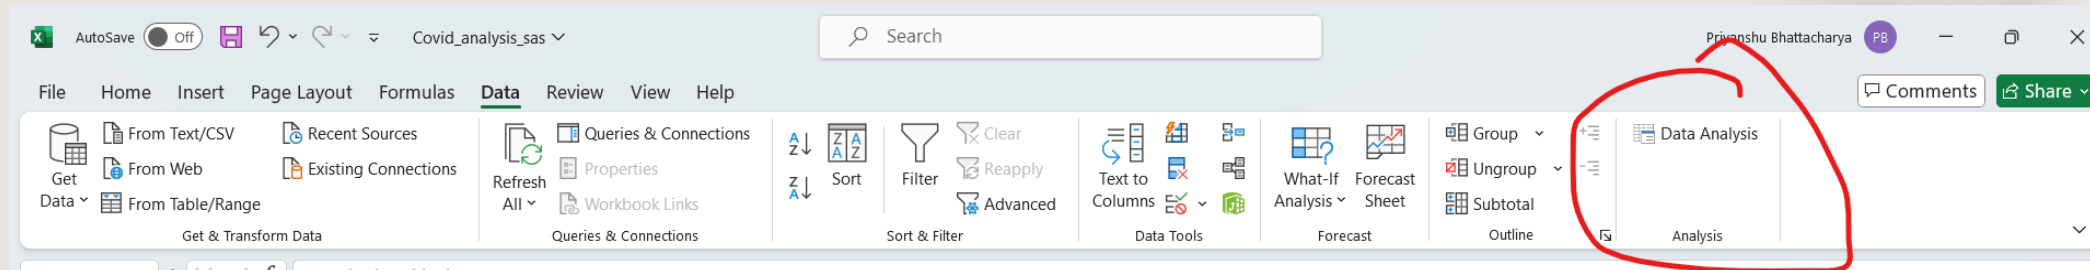 AutoSave Off Covid_analysis_sas Search Priyanshu Bhattacharya PB
File Home Insert Page Layout Formulas Data Review View Help Comments Share
Get Data
From Text/CSV
From Web
From Table/Range
Recent Sources
Existing Connections
Get & Transform Data
Refresh All
Queries & Connections
Properties
Workbook Links
Queries & Connections
Sort
Filter
Clear
Reapply
Advanced
Sort & Filter
Text to Columns
Data Tools
What-If Analysis
Forecast Sheet
Forecast
Group
Ungroup
Subtotal
Outline
Data Analysis
Analysis